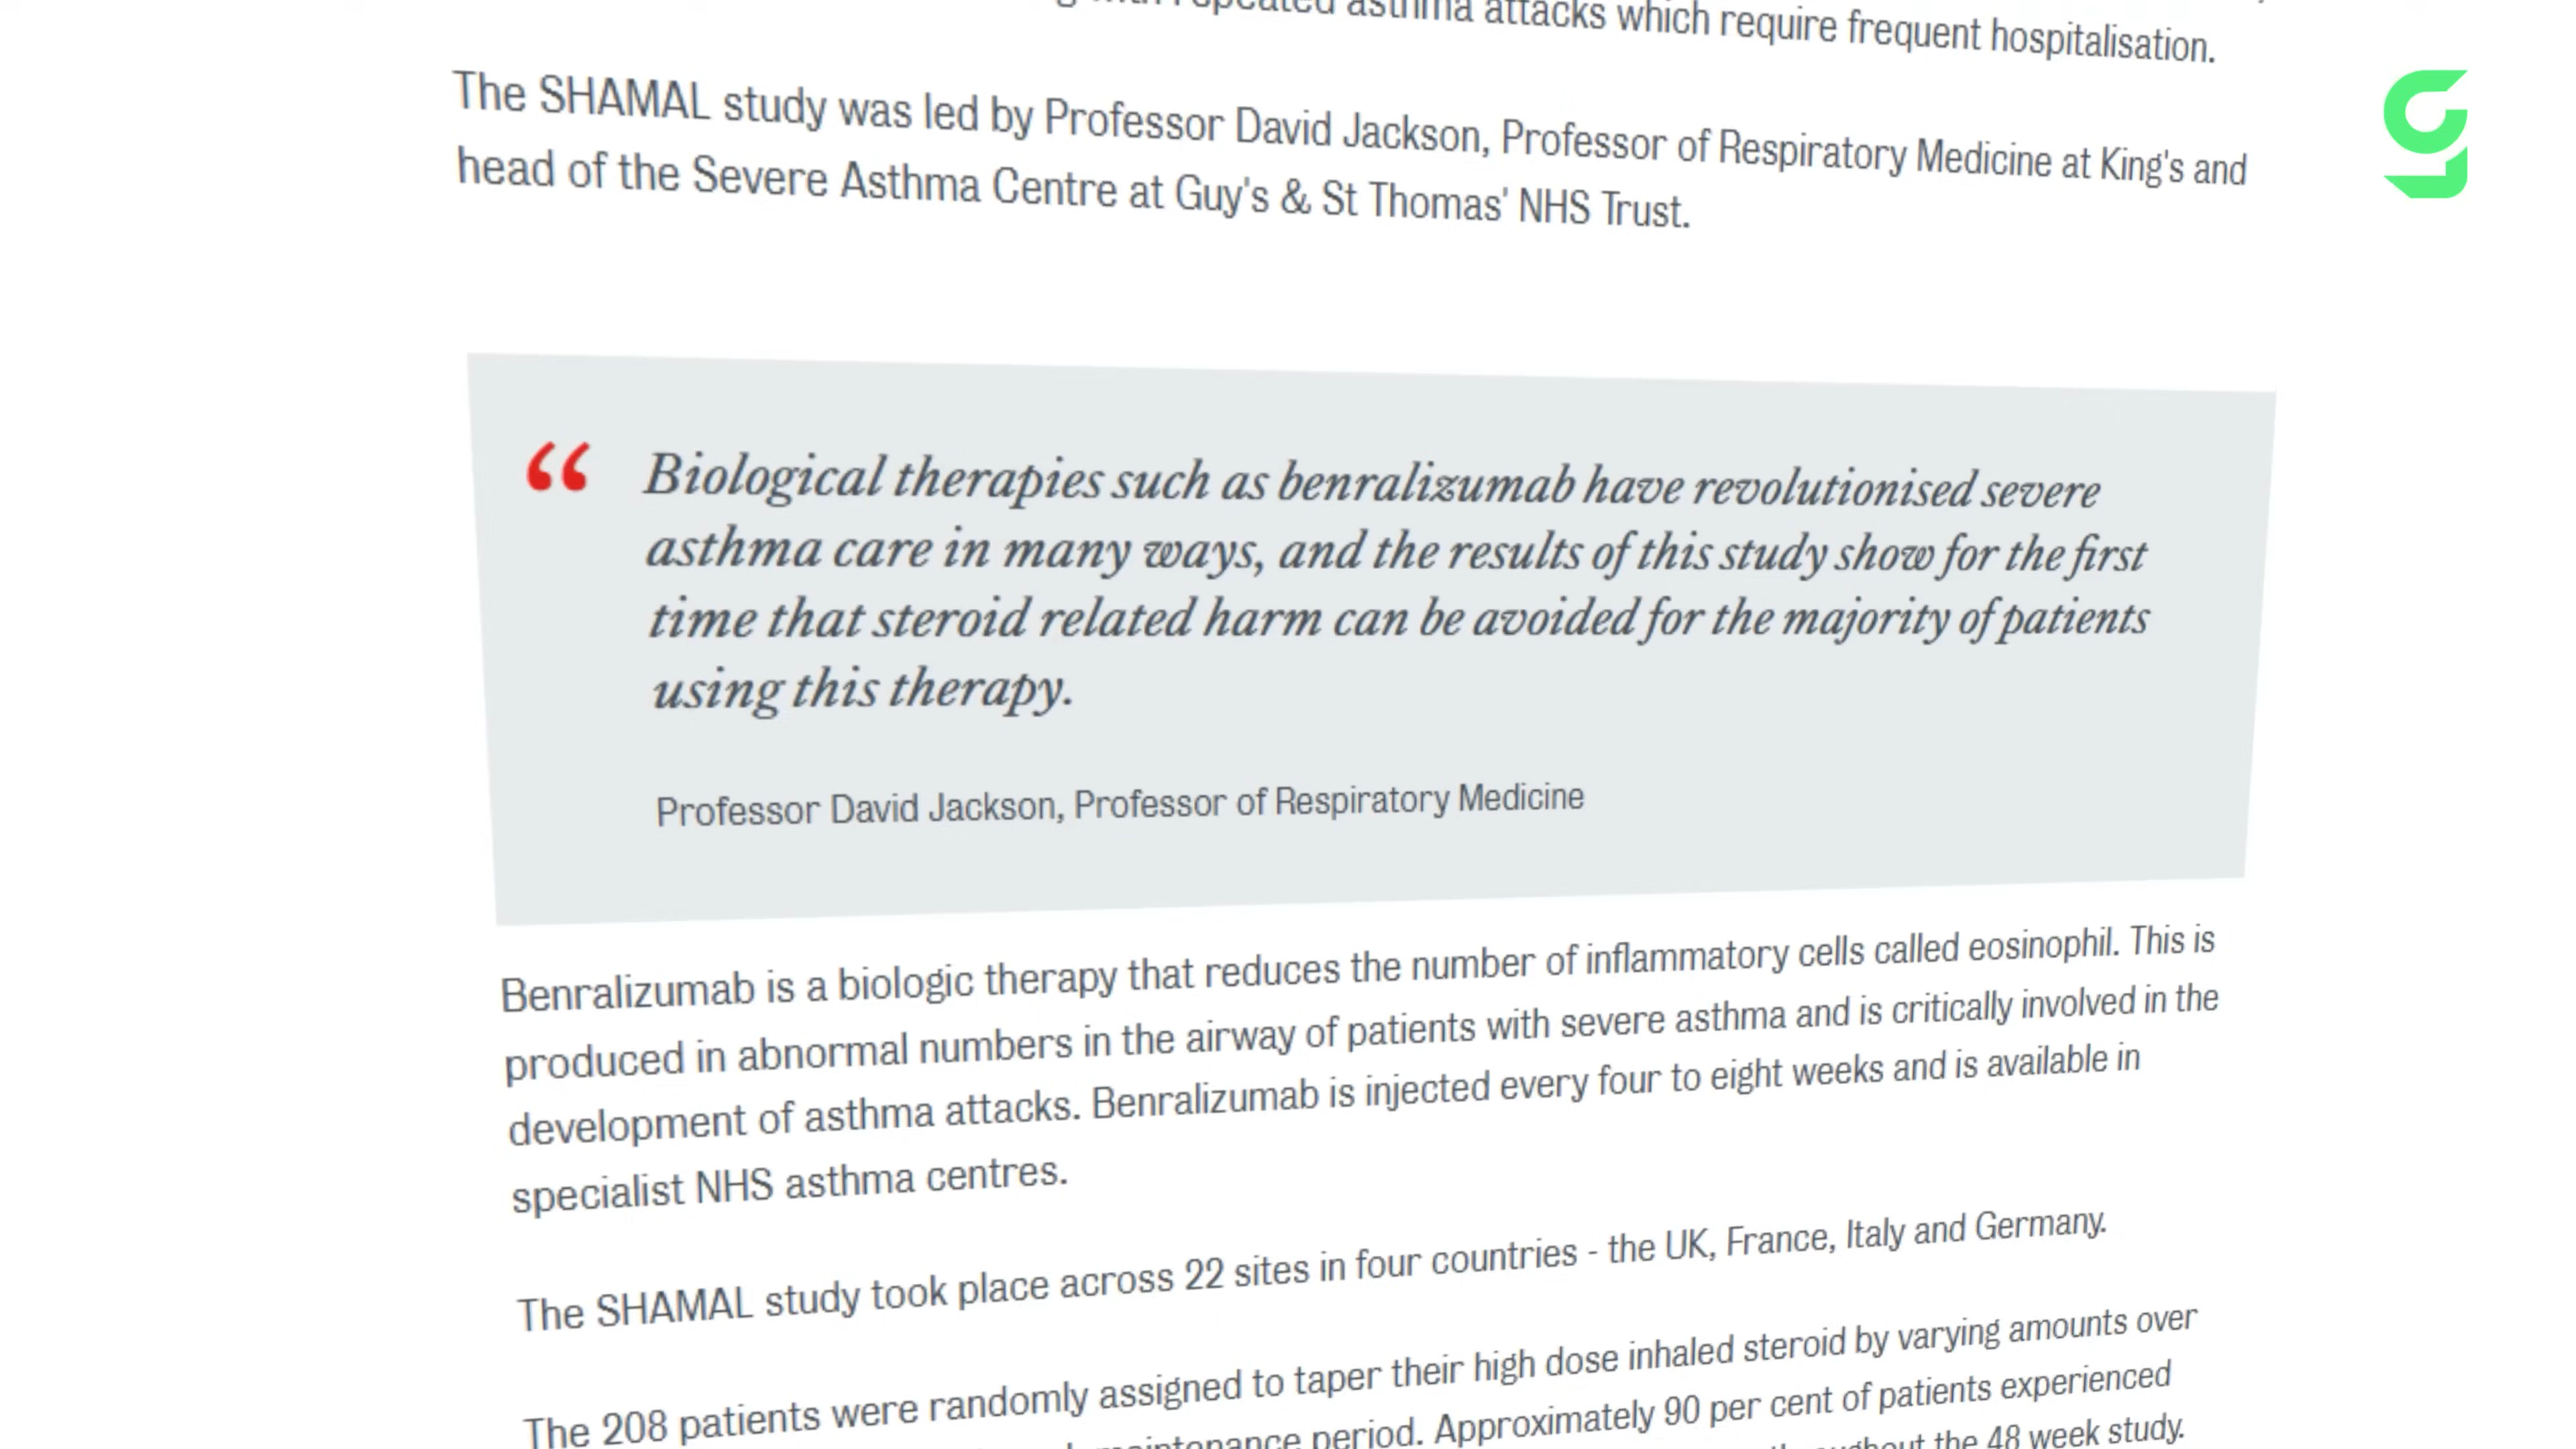 repeated asthma attacks which require frequent hospitalisation.
The SHAMAL study was led by Professor David Jackson, Professor of Respiratory Medicine at King's and
head of the Severe Asthma Centre at Guy's & St Thomas' NHS Trust.
“ Biological therapies such as benralizumab have revolutionised severe
asthma care in many ways, and the results of this study show for the first
time that steroid related harm can be avoided for the majority of patients
using this therapy.
Professor David Jackson, Professor of Respiratory Medicine
Benralizumab is a biologic therapy that reduces the number of inflammatory cells called eosinophil. This is
produced in abnormal numbers in the airway of patients with severe asthma and is critically involved in the
development of asthma attacks. Benralizumab is injected every four to eight weeks and is available in
specialist NHS asthma centres.
The SHAMAL study took place across 22 sites in four countries - the UK, France, Italy and Germany.
The 208 patients were randomly assigned to taper their high dose inhaled steroid by varying amounts over
maintenance period. Approximately 90 per cent of patients experienced
the 48 week study.